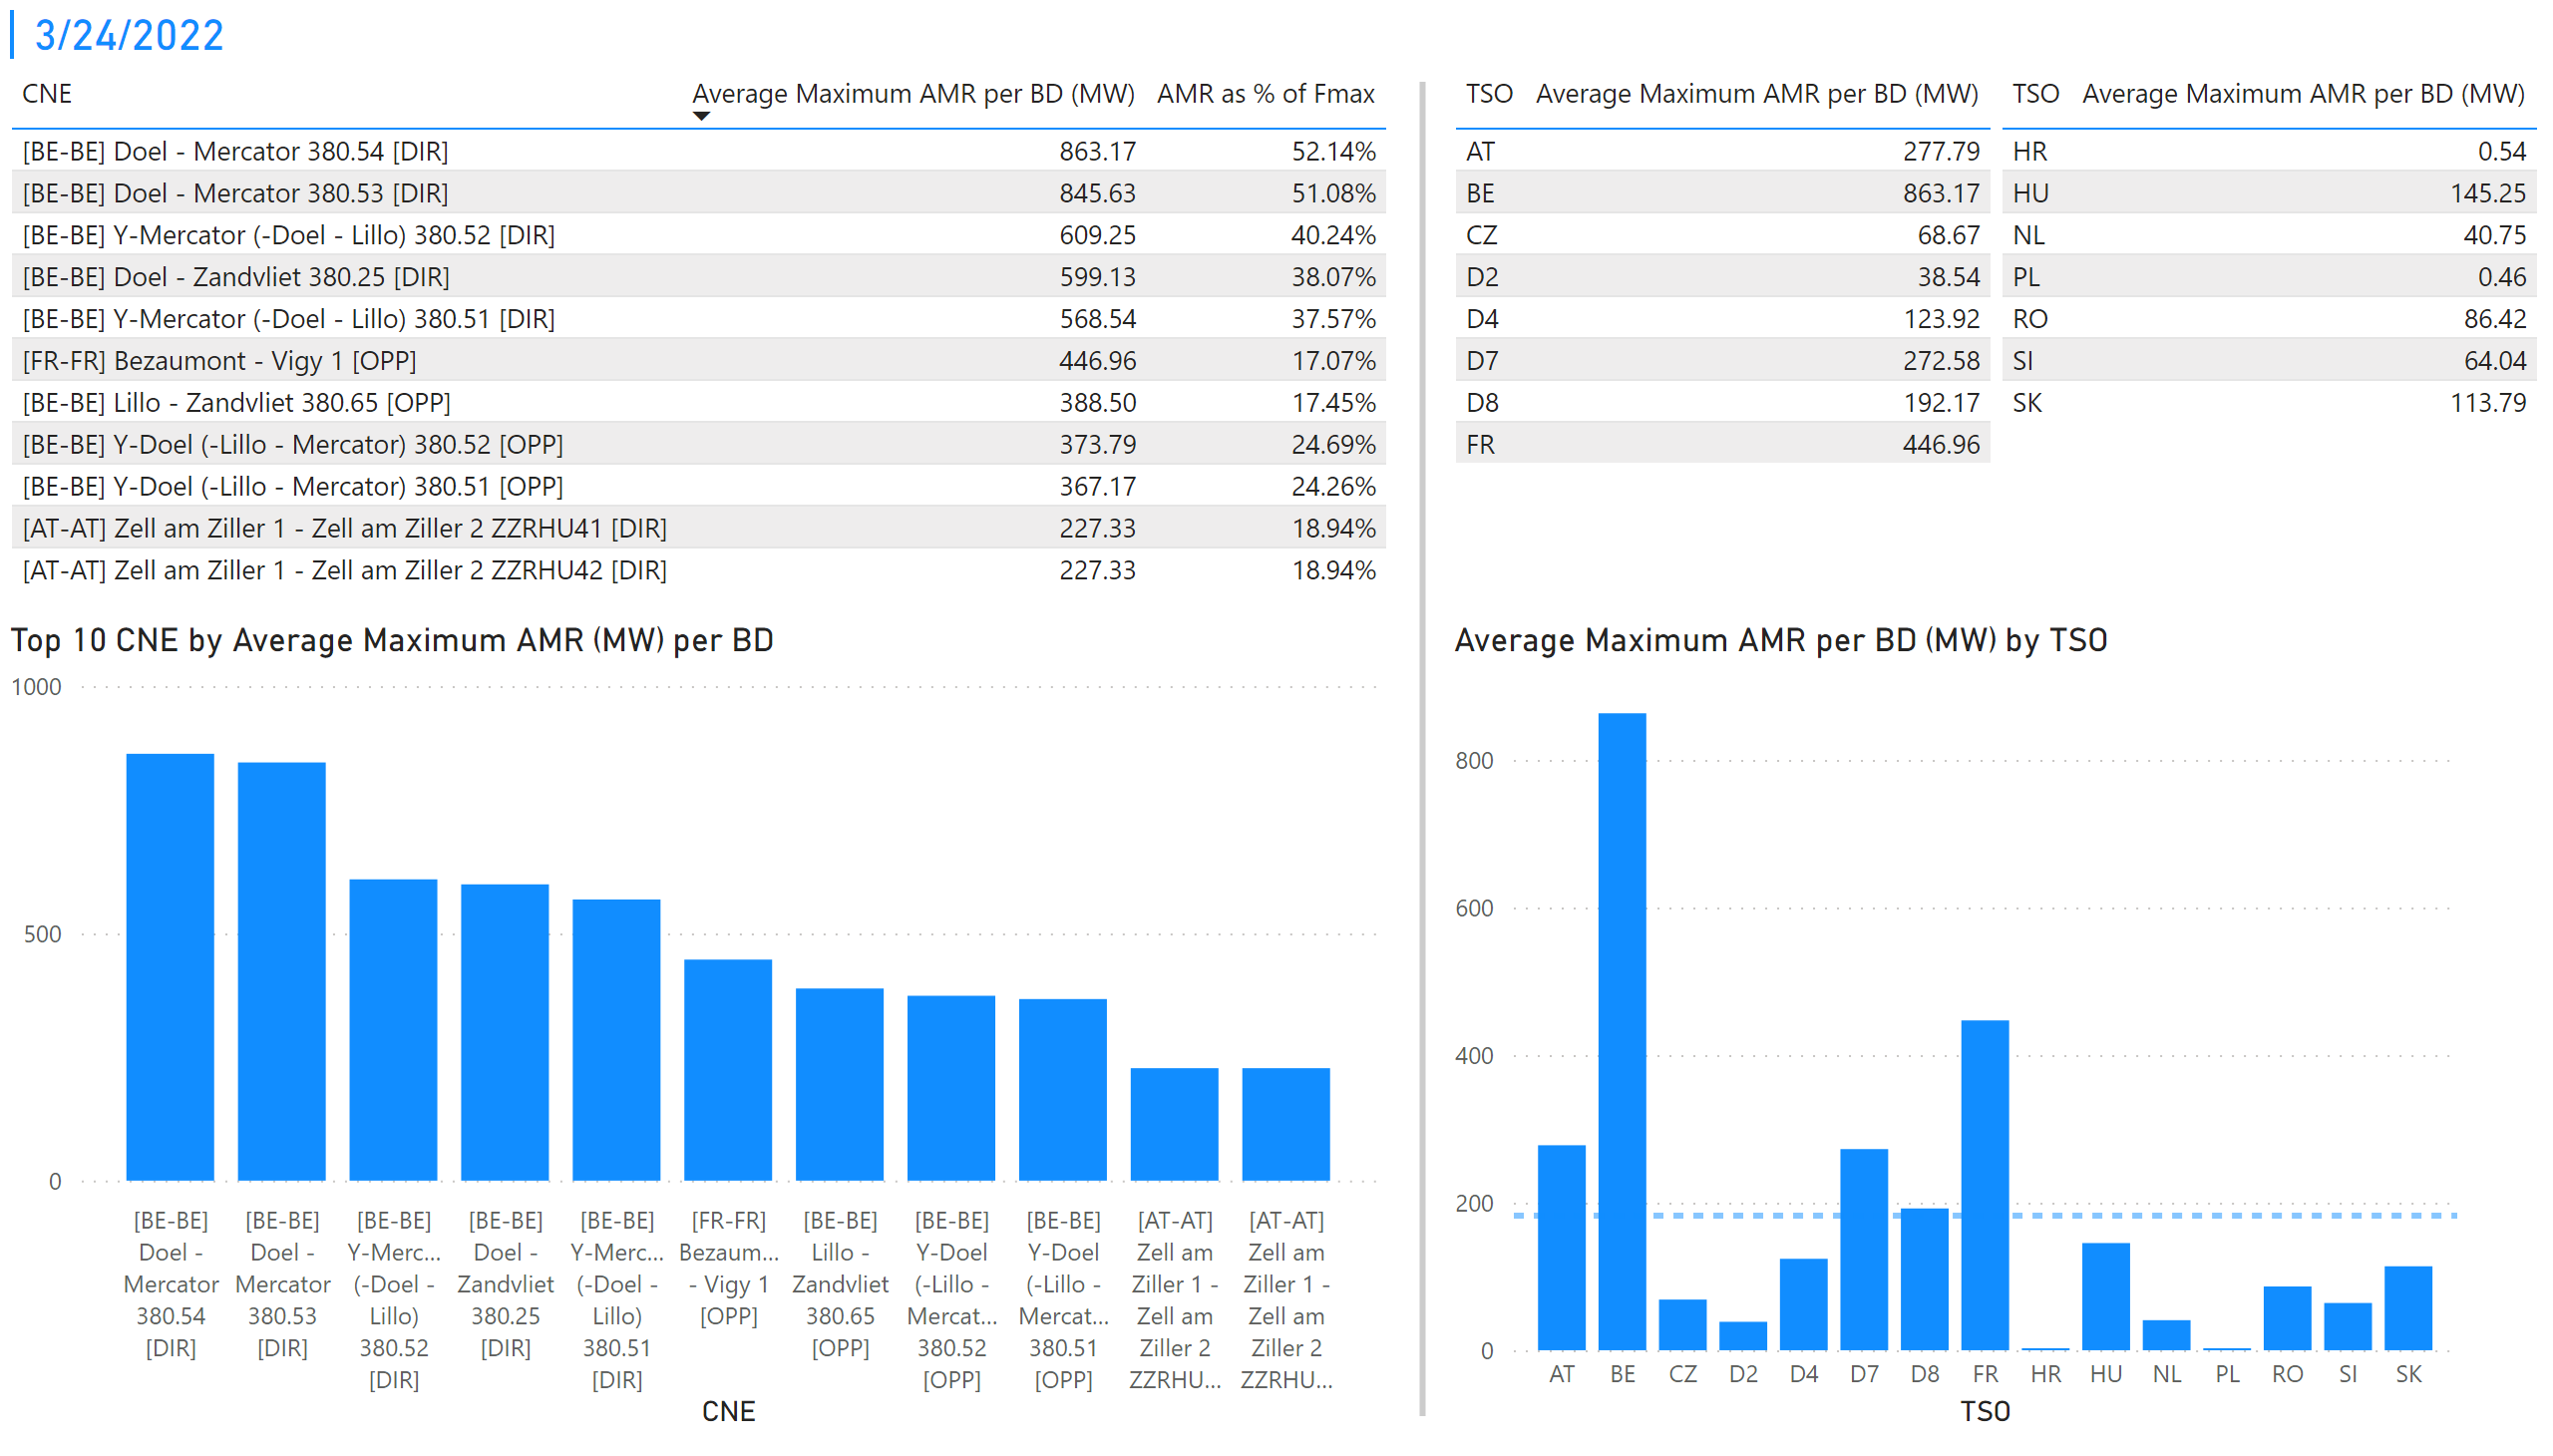 3/24/2022
CNE Average Maximum AMR per BD (MW) AMR as % of Fmax
[BE-BE] Doel - Mercator 380.54 [DIR] 863.17 52.14%
[BE-BE] Doel - Mercator 380.53 [DIR] 845.63 51.08%
[BE-BE] Y-Mercator (-Doel - Lillo) 380.52 [DIR] 609.25 40.24%
[BE-BE] Doel - Zandvliet 380.25 [DIR] 599.13 38.07%
[BE-BE] Y-Mercator (-Doel - Lillo) 380.51 [DIR] 568.54 37.57%
[FR-FR] Bezaumont - Vigy 1 [OPP] 446.96 17.07%
[BE-BE] Lillo - Zandvliet 380.65 [OPP] 388.50 17.45%
[BE-BE] Y-Doel (-Lillo - Mercator) 380.52 [OPP] 373.79 24.69%
[BE-BE] Y-Doel (-Lillo - Mercator) 380.51 [OPP] 367.17 24.26%
[AT-AT] Zell am Ziller 1 - Zell am Ziller 2 ZZRHU41 [DIR] 227.33 18.94%
[AT-AT] Zell am Ziller 1 - Zell am Ziller 2 ZZRHU42 [DIR] 227.33 18.94%
TSO Average Maximum AMR per BD (MW)
AT 277.79
BE 863.17
CZ 68.67
D2 38.54
D4 123.92
D7 272.58
D8 192.17
FR 446.96
TSO Average Maximum AMR per BD (MW)
HR 0.54
HU 145.25
NL 40.75
PL 0.46
RO 86.42
SI 64.04
SK 113.79
Top 10 CNE by Average Maximum AMR (MW) per BD
1000
500
0
[BE-BE]
Doel -
Mercator
380.54
[DIR]
[BE-BE]
Doel -
Mercator
380.53
[DIR]
[BE-BE]
Y-Merc...
(-Doel -
Lillo)
380.52
[DIR]
[BE-BE]
Doel -
Zandvliet
380.25
[DIR]
[BE-BE]
Y-Merc...
(-Doel -
Lillo)
380.51
[DIR]
[FR-FR]
Bezaum...
- Vigy 1
[OPP]
[BE-BE]
Lillo -
Zandvliet
380.65
[OPP]
[BE-BE]
Y-Doel
(-Lillo -
Mercat...
380.52
[OPP]
[BE-BE]
Y-Doel
(-Lillo -
Mercat...
380.51
[OPP]
[AT-AT]
Zell am
Ziller 1 -
Zell am
Ziller 2
ZZRHU...
[AT-AT]
Zell am
Ziller 1 -
Zell am
Ziller 2
ZZRHU...
CNE
Average Maximum AMR per BD (MW) by TSO
800
600
400
200
0
AT BE CZ D2 D4 D7 D8 FR HR HU NL PL RO SI SK
TSO